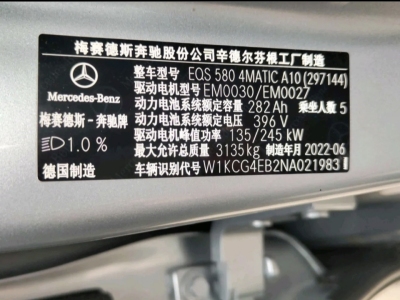 梅赛德斯奔驰股份公司辛德尔芬根工厂制造
整车型号 EQS 580 4MATIC A10 (297144)
驱动电机型号 EM0030/EM0027
Mercedes-Benz
动力电池系统额定容量 282Ah 乘坐人数 5
梅赛德斯-奔驰牌
动力电池系统额定电压 396 V
驱动电机峰值功率 135/245 kW
1.0 %
最大允许总质量 3135kg 制造年月 2022-06
德国制造
车辆识别代号 W1KCG4EB2NA021983